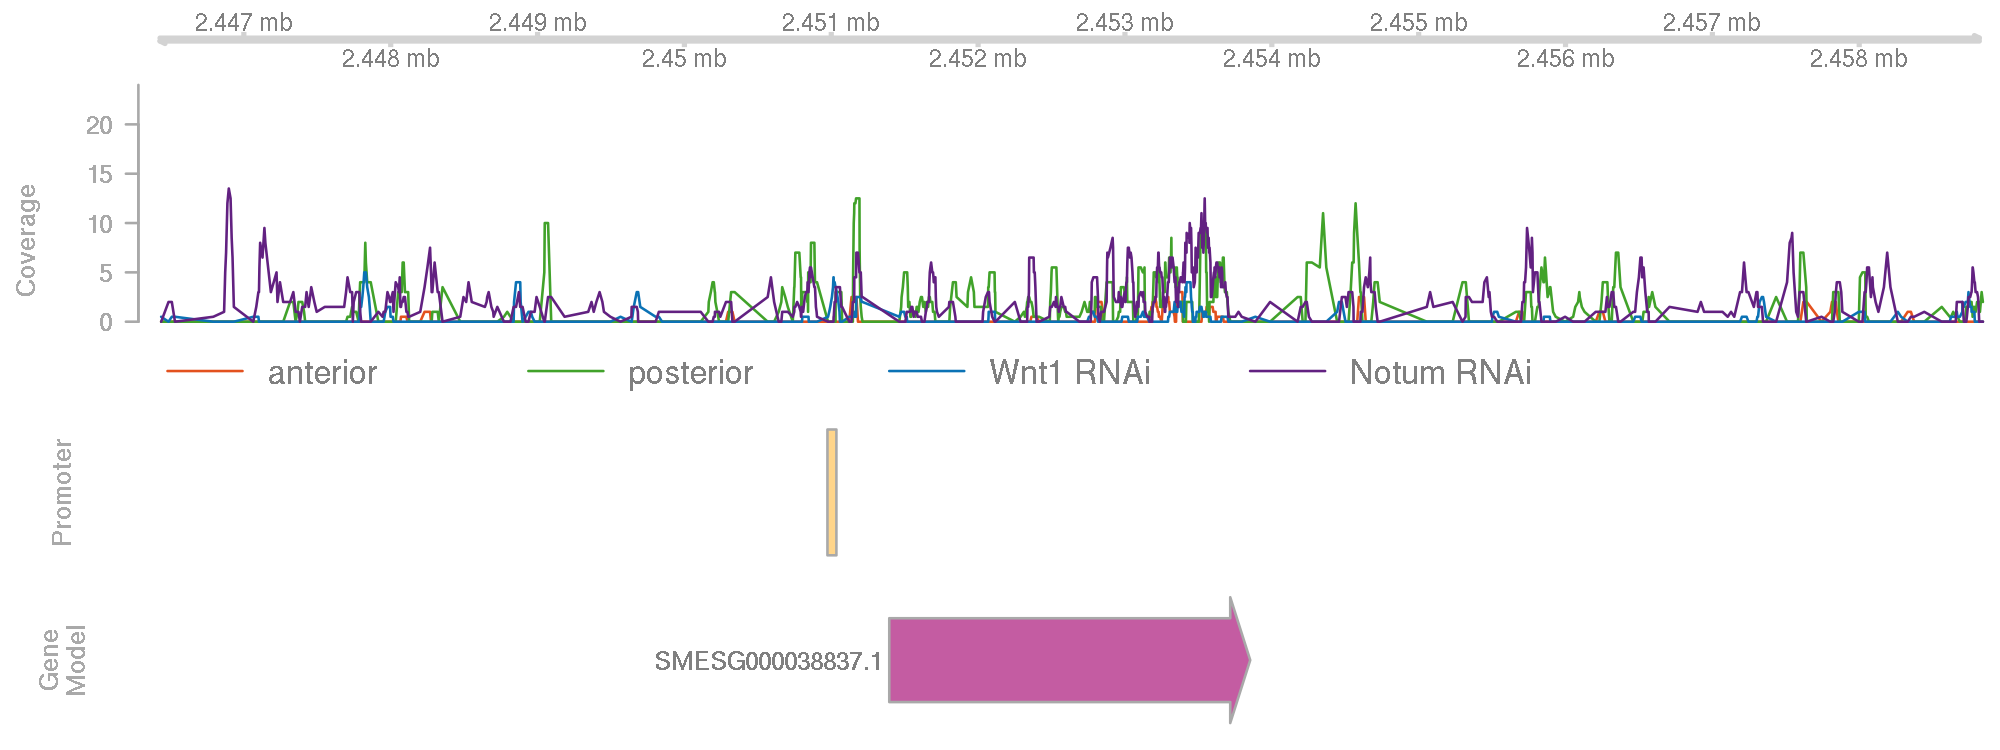 2.447 mb 2.449 mb 2.451 mb 2.453 mb 2.455 mb 2.457 mb
2.448 mb 2.45 mb 2.452 mb 2.454 mb 2.456 mb 2.458 mb
Coverage
20
15
10
5
0
anterior posterior Wnt1 RNAi Notum RNAi
Promoter
Gene
Model
SMESG000038837.1